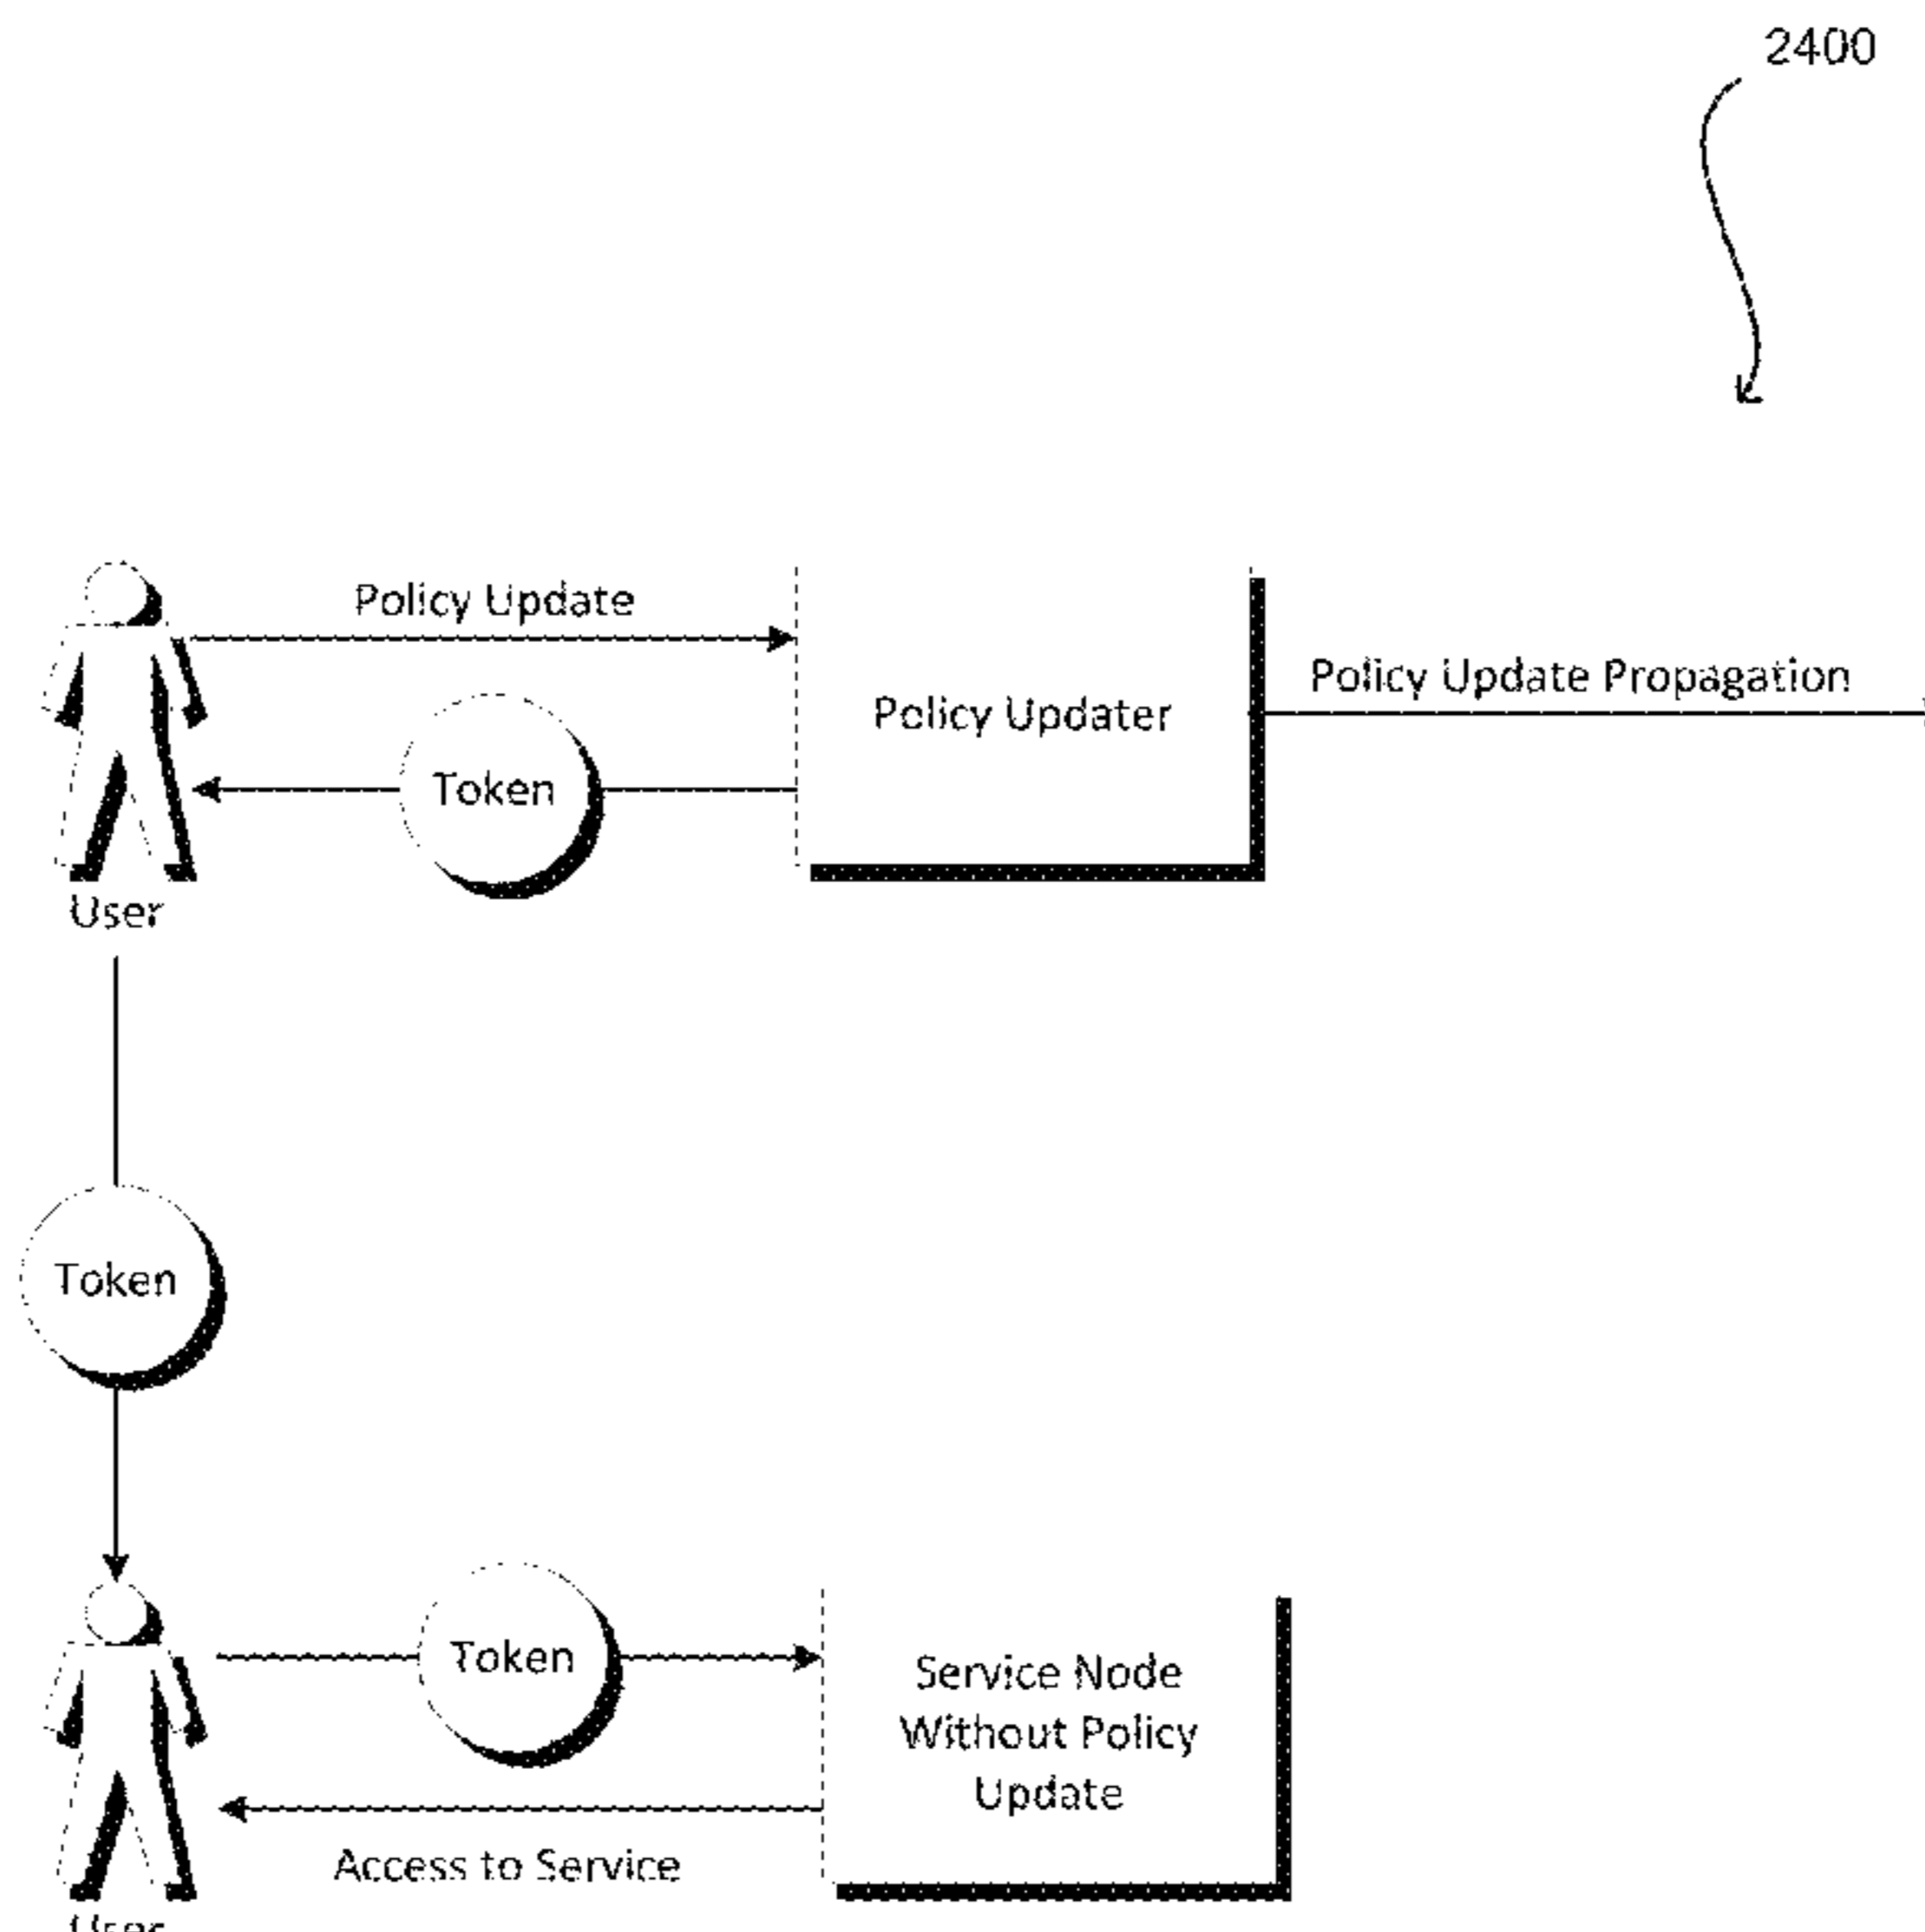 2400
Policy Update
Policy Update Propagation
Policy Updater
Token
User
Token
Token
Service Node
Without Policy
Update
Access to Service
User